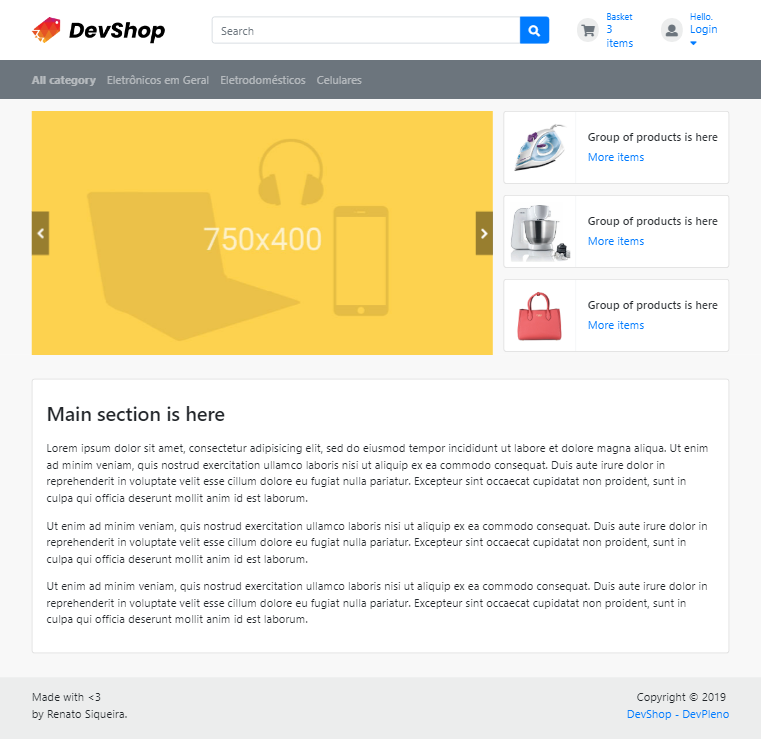 DevShop
Search
Basket
3
items
Hello.
Login
All category Eletrônicos em Geral Eletrodomésticos Celulares
750x400
Group of products is here
More items
Group of products is here
More items
Group of products is here
More items
Main section is here
Lorem ipsum dolor sit amet, consectetur adipisicing elit, sed do eiusmod tempor incididunt ut labore et dolore magna aliqua. Ut enim
ad minim veniam, quis nostrud exercitation ullamco laboris nisi ut aliquip ex ea commodo consequat. Duis aute irure dolor in
reprehenderit in voluptate velit esse cillum dolore eu fugiat nulla pariatur. Excepteur sint occaecat cupidatat non proident, sunt in
culpa qui officia deserunt mollit anim id est laborum.
Ut enim ad minim veniam, quis nostrud exercitation ullamco laboris nisi ut aliquip ex ea commodo consequat. Duis aute irure dolor in
reprehenderit in voluptate velit esse cillum dolore eu fugiat nulla pariatur. Excepteur sint occaecat cupidatat non proident, sunt in
culpa qui officia deserunt mollit anim id est laborum.
Ut enim ad minim veniam, quis nostrud exercitation ullamco laboris nisi ut aliquip ex ea commodo consequat. Duis aute irure dolor in
reprehenderit in voluptate velit esse cillum dolore eu fugiat nulla pariatur. Excepteur sint occaecat cupidatat non proident, sunt in
culpa qui officia deserunt mollit anim id est laborum.
Made with <3
by Renato Siqueira.
Copyright © 2019
DevShop - DevPleno